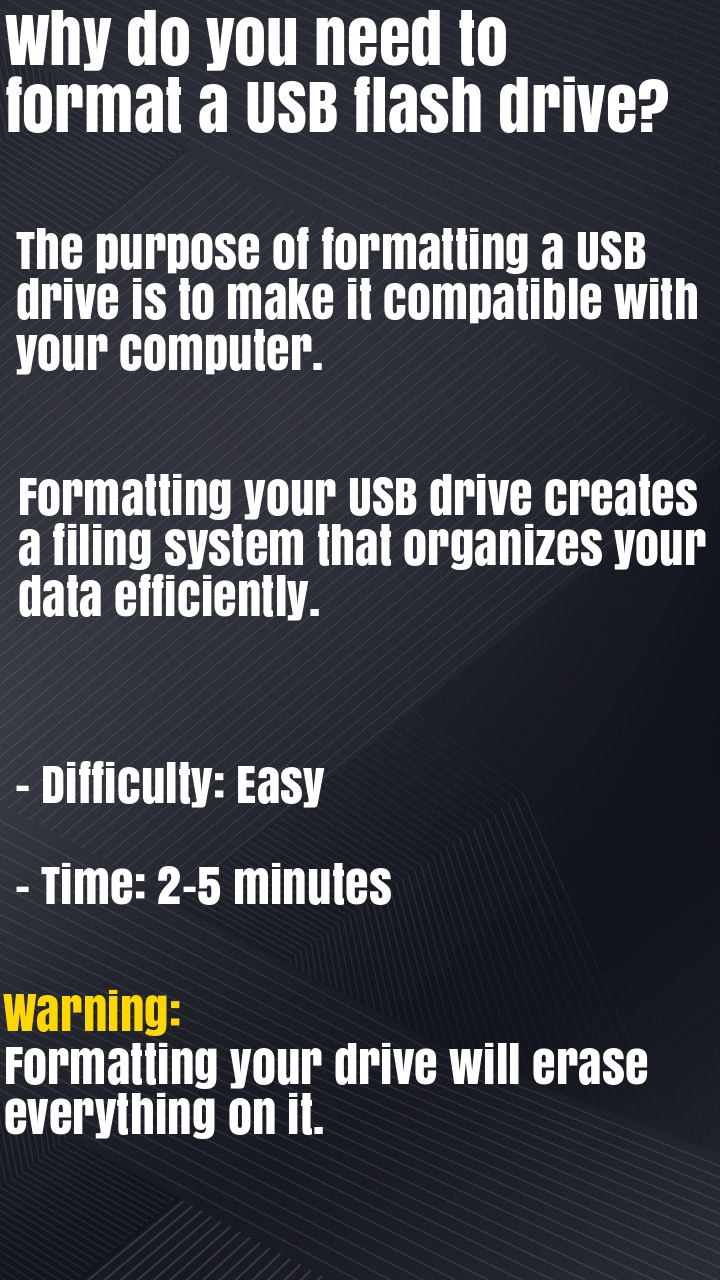 Why do you need to
format a USB flash drive?
The purpose of formatting a USB
drive is to make it compatible with
your computer.
Formatting your USB drive creates
a filing system that organizes your
data efficiently.
- Difficulty: Easy
- Time: 2-5 minutes
Warning:
Formatting your drive will erase
everything on it.